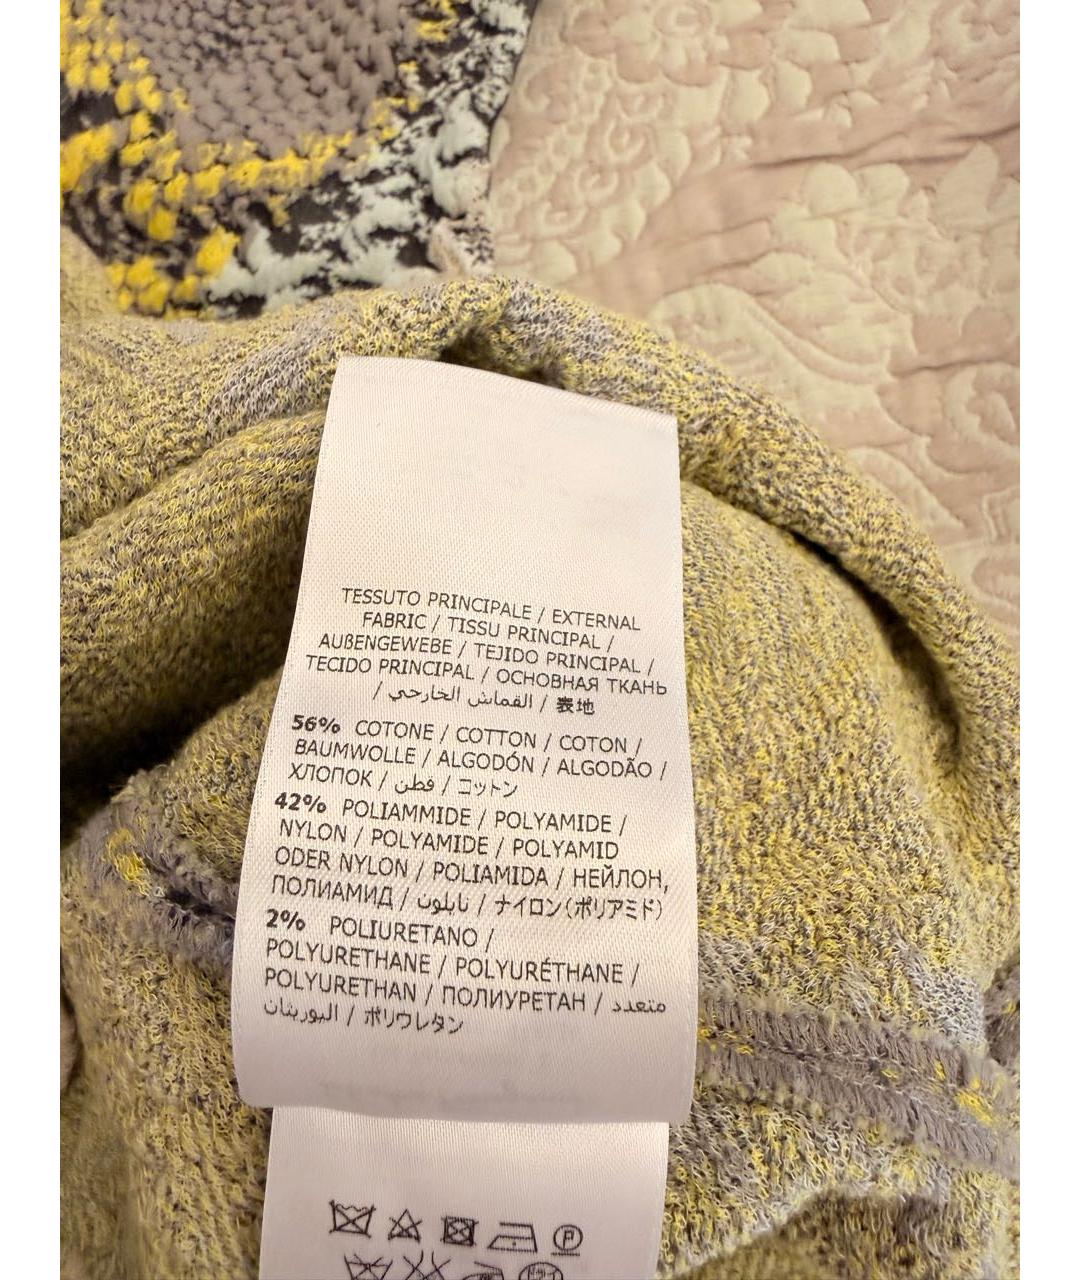 TESSUTO PRINCIPALE / EXTERNAL
FABRIC / TISSU PRINCIPAL /
AUßENGEWEBE / TEJIDO PRINCIPAL /
TECIDO PRINCIPAL / ОСНОВНАЯ ТКАНЬ
/ القماش الخارجي / 表地
56% COTONE / COTTON / COTON /
BAUMWOLLE / ALGODÓN / ALGODÃO /
ХЛОПОК / قطن / コットン
42% POLIAMMIDE / POLYAMIDE /
NYLON / POLYAMIDE / POLYAMID
ODER NYLON / POLIAMIDA / НЕЙЛОН,
ПОЛИАМИД / نايلون / ナイロン(ポリアミド)
2% POLIURETANO /
POLYURETHANE / POLYURÉTHANE /
POLYURETHAN / ПОЛИУРЕТАН / متعدد
اليوريثان / ポリウレタン
P